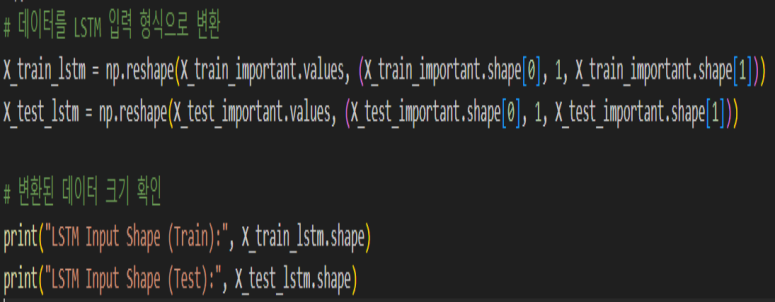 # 데이터를 LSTM 입력 형식으로 변환
X_train_lstm = np.reshape(X_train_important.values, (X_train_important.shape[0], 1, X_train_important.shape[1]))
X_test_lstm = np.reshape(X_test_important.values, (X_test_important.shape[0], 1, X_test_important.shape[1]))
# 변환된 데이터 크기 확인
print("LSTM Input Shape (Train):", X_train_lstm.shape)
print("LSTM Input Shape (Test):", X_test_lstm.shape)